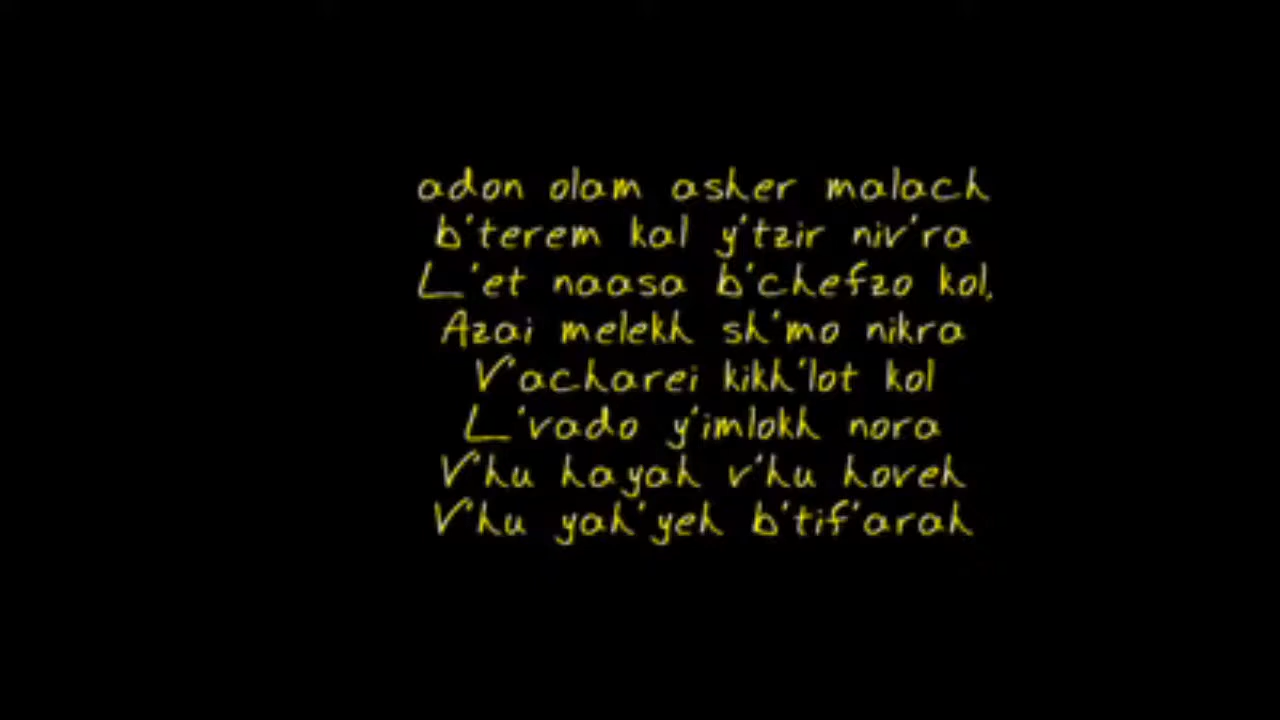 adon olam asher malach
b'terem kal y'tzir niv'ra
L'et naasa b'chefzo kol,
Azai melekh sh'mo nikra
V'acharei kikh'lot kol
L'vado y'imlokh nora
V'hu hayah v'hu hoveh
V'hu yah'yeh b'tif'arah